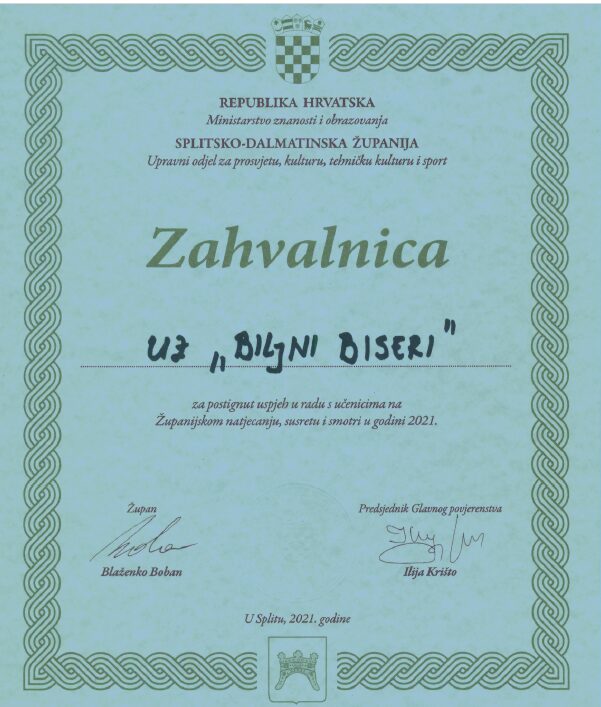 REPUBLIKA HRVATSKA
Ministarstvo znanosti i obrazovanja
SPLITSKO-DALMATINSKA ŽUPANIJA
Upravni odjel za prosvjetu, kulturu, tehničku kulturu i sport
Zahvalnica
UZ „BILJNI BISERI"
za postignut uspjeh u radu s učenicima na
Županijskom natjecanju, susretu i smotri u godini 2021.
Župan
Blaženko Boban
Predsjednik Glavnog povjerenstva
Ilija Krišto
U Splitu, 2021. godine